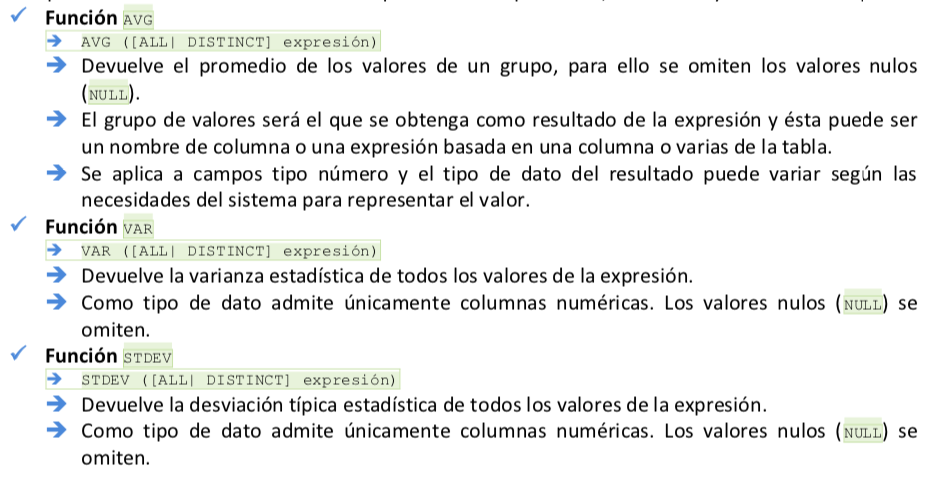 ✓ Función AVG
➔ AVG ([ALL| DISTINCT] expresión)
➔ Devuelve el promedio de los valores de un grupo, para ello se omiten los valores nulos
(NULL).
➔ El grupo de valores será el que se obtenga como resultado de la expresión y ésta puede ser
un nombre de columna o una expresión basada en una columna o varias de la tabla.
➔ Se aplica a campos tipo número y el tipo de dato del resultado puede variar según las
necesidades del sistema para representar el valor.
✓ Función VAR
➔ VAR ([ALL| DISTINCT] expresión)
➔ Devuelve la varianza estadística de todos los valores de la expresión.
➔ Como tipo de dato admite únicamente columnas numéricas. Los valores nulos (NULL) se
omiten.
✓ Función STDEV
➔ STDEV ([ALL| DISTINCT] expresión)
➔ Devuelve la desviación típica estadística de todos los valores de la expresión.
➔ Como tipo de dato admite únicamente columnas numéricas. Los valores nulos (NULL) se
omiten.